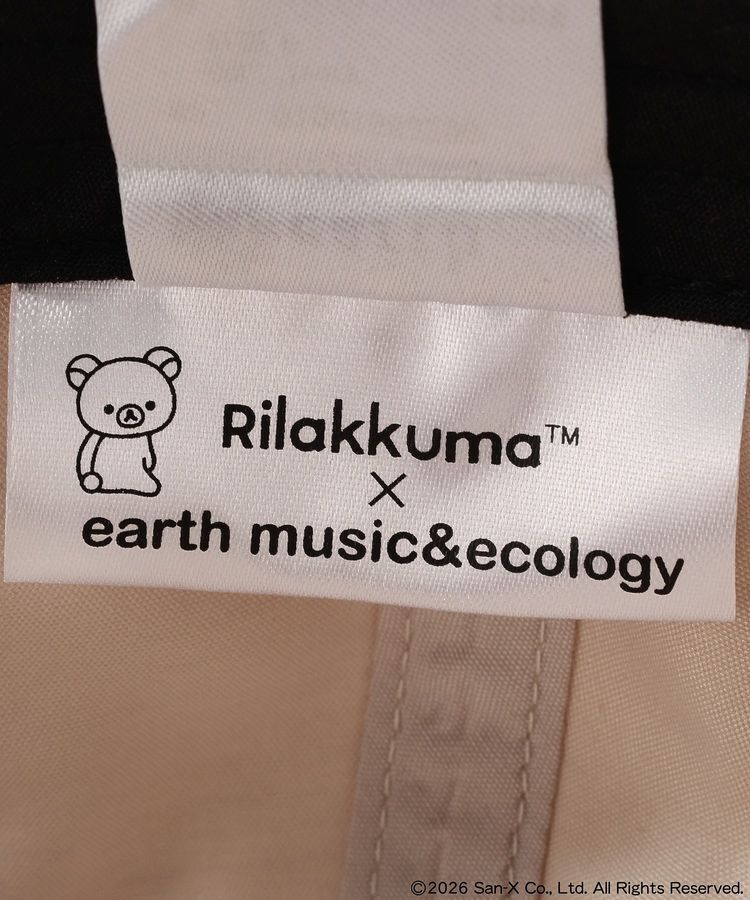 Rilakkuma™
×
earth music&ecology
©2026 San-X Co., Ltd. All Rights Reserved.